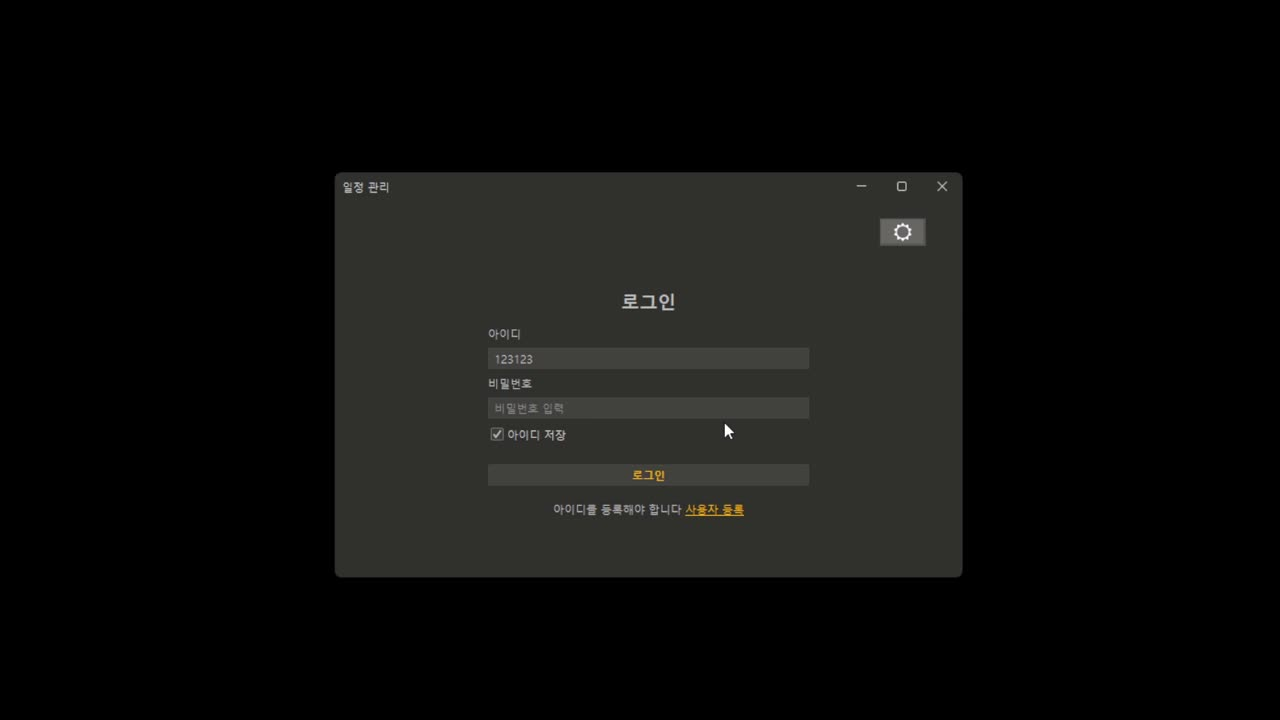 일정 관리
로그인
아이디
123123
비밀번호
비밀번호 입력
아이디 저장
로그인
아이디를 등록해야 합니다 사용자 등록